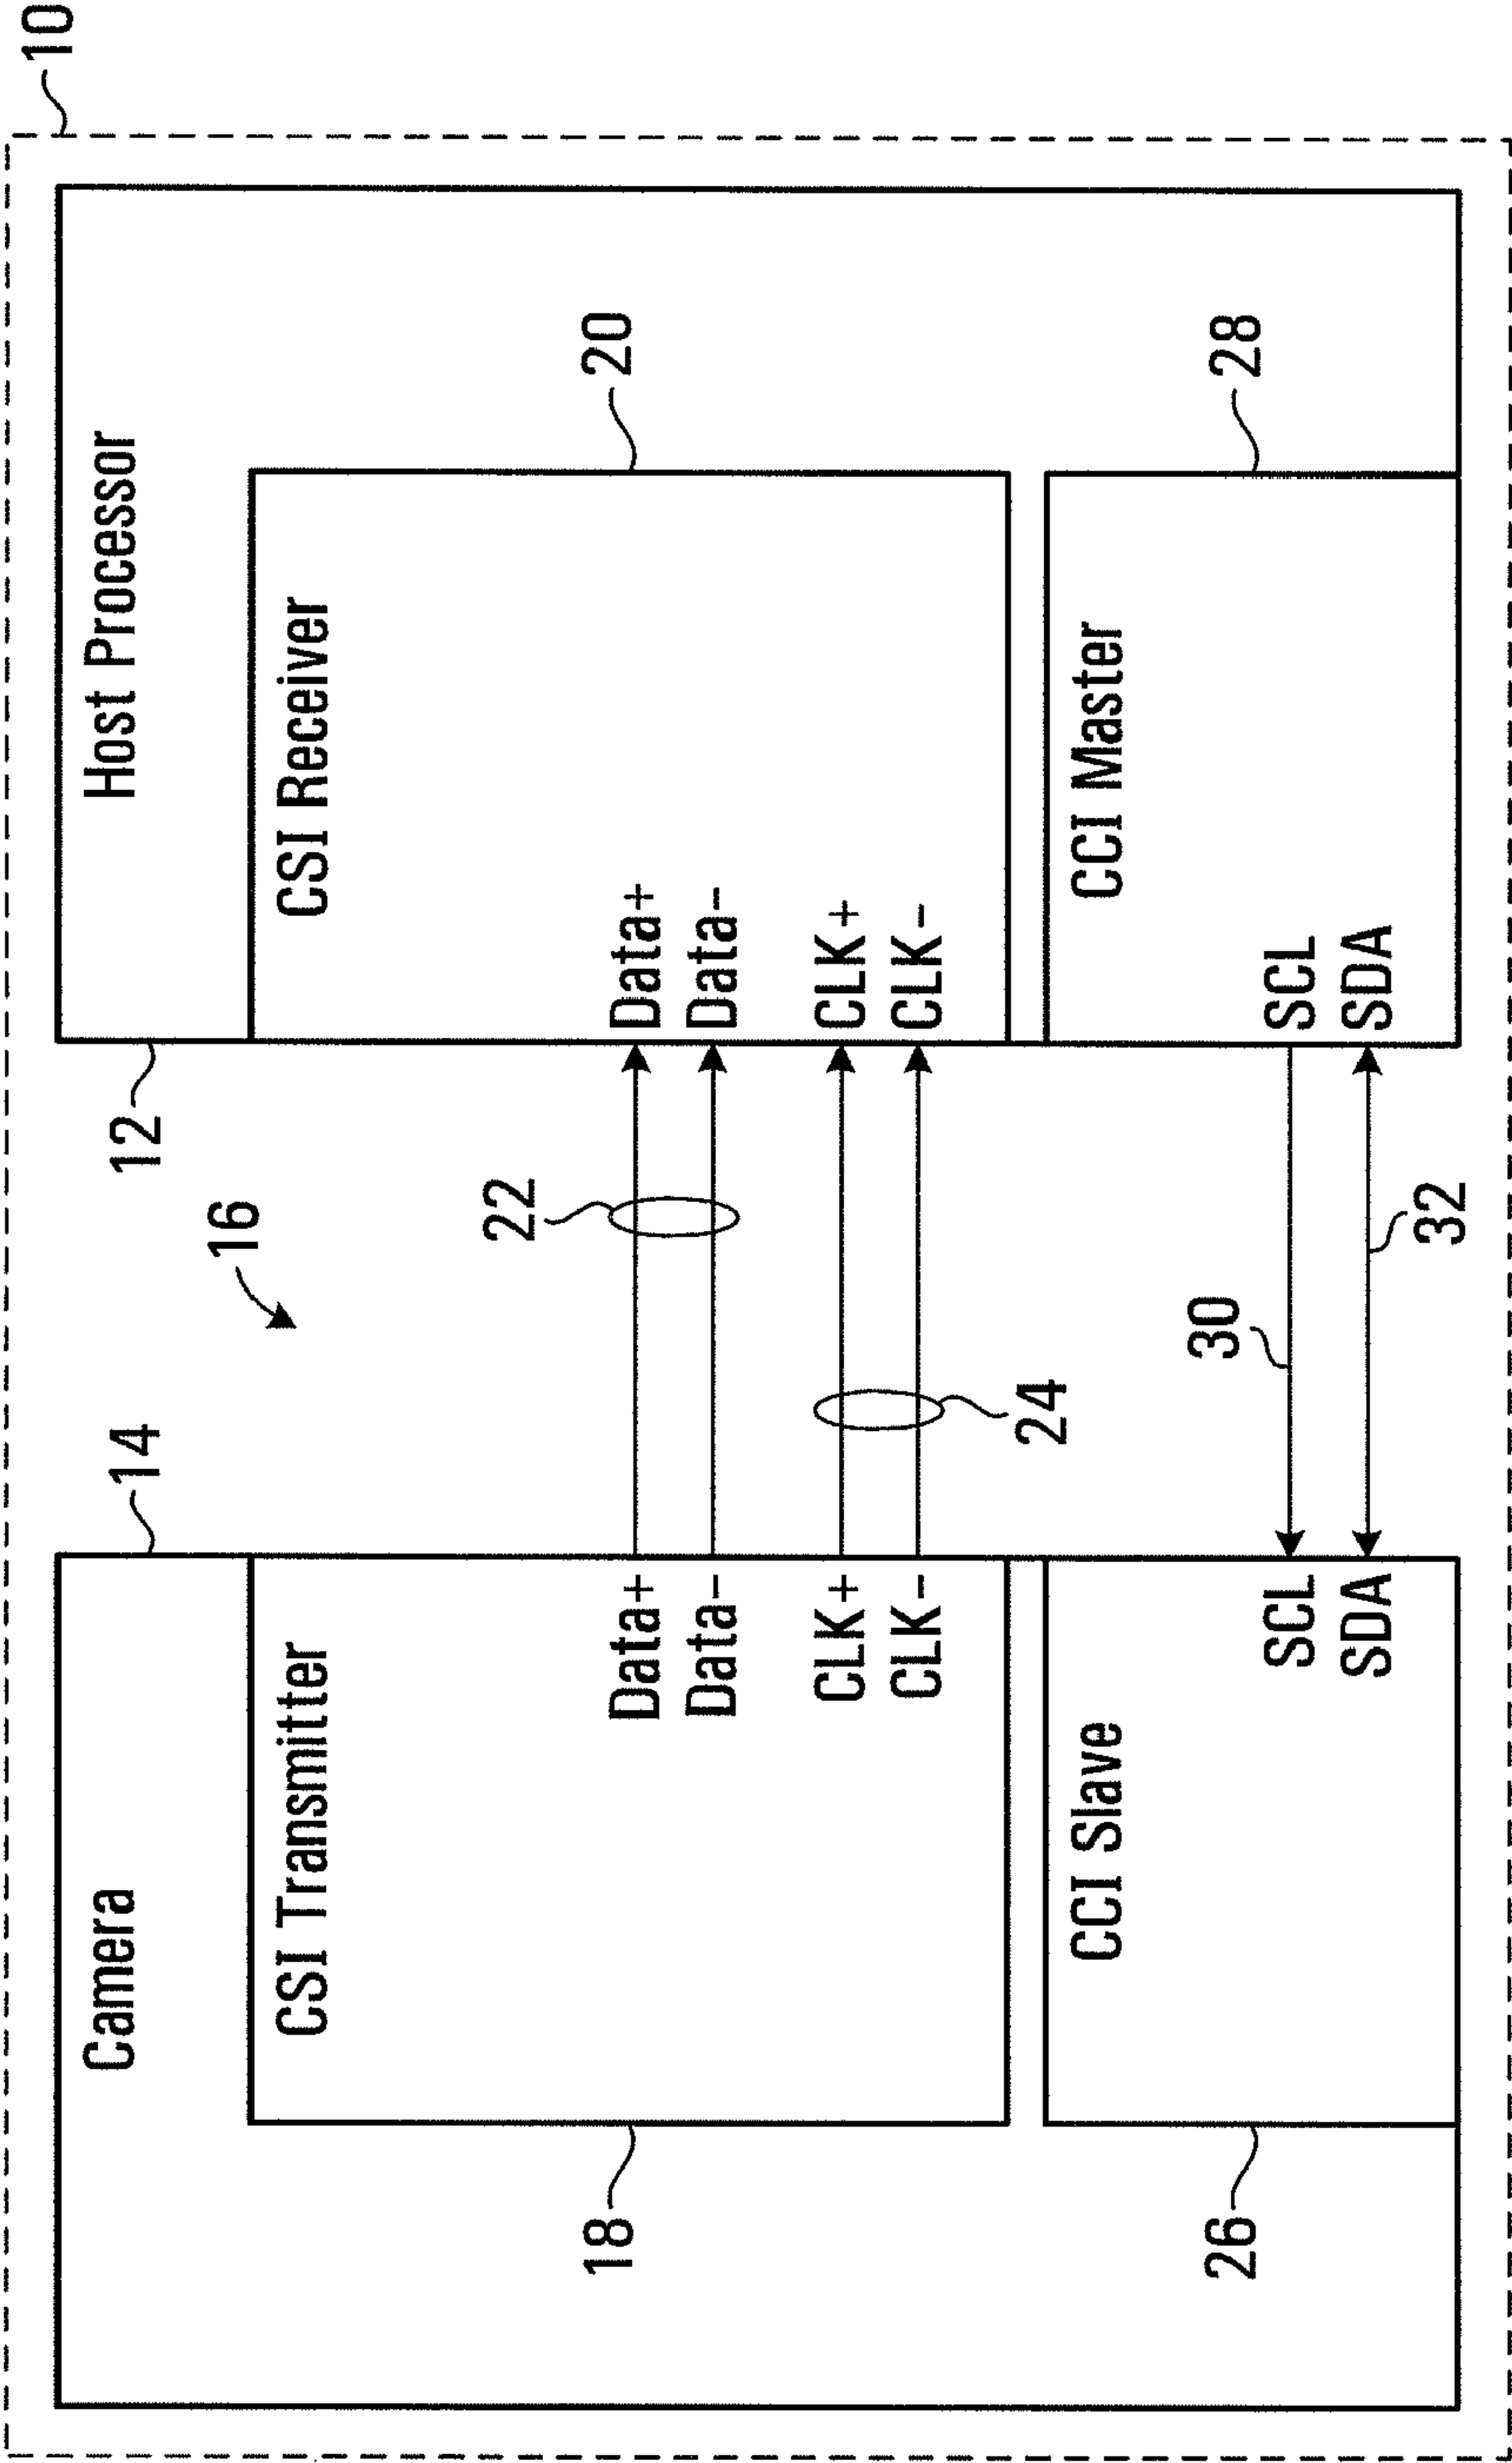 10
Camera
14
16
12
Host Processor
CSI Transmitter
CSI Receiver
18
Data+
Data-
CLK+
CLK-
22
24
Data+
Data-
CLK+
CLK-
20
CCI Slave
CCI Master
26
SCL
SDA
30
32
SCL
SDA
28